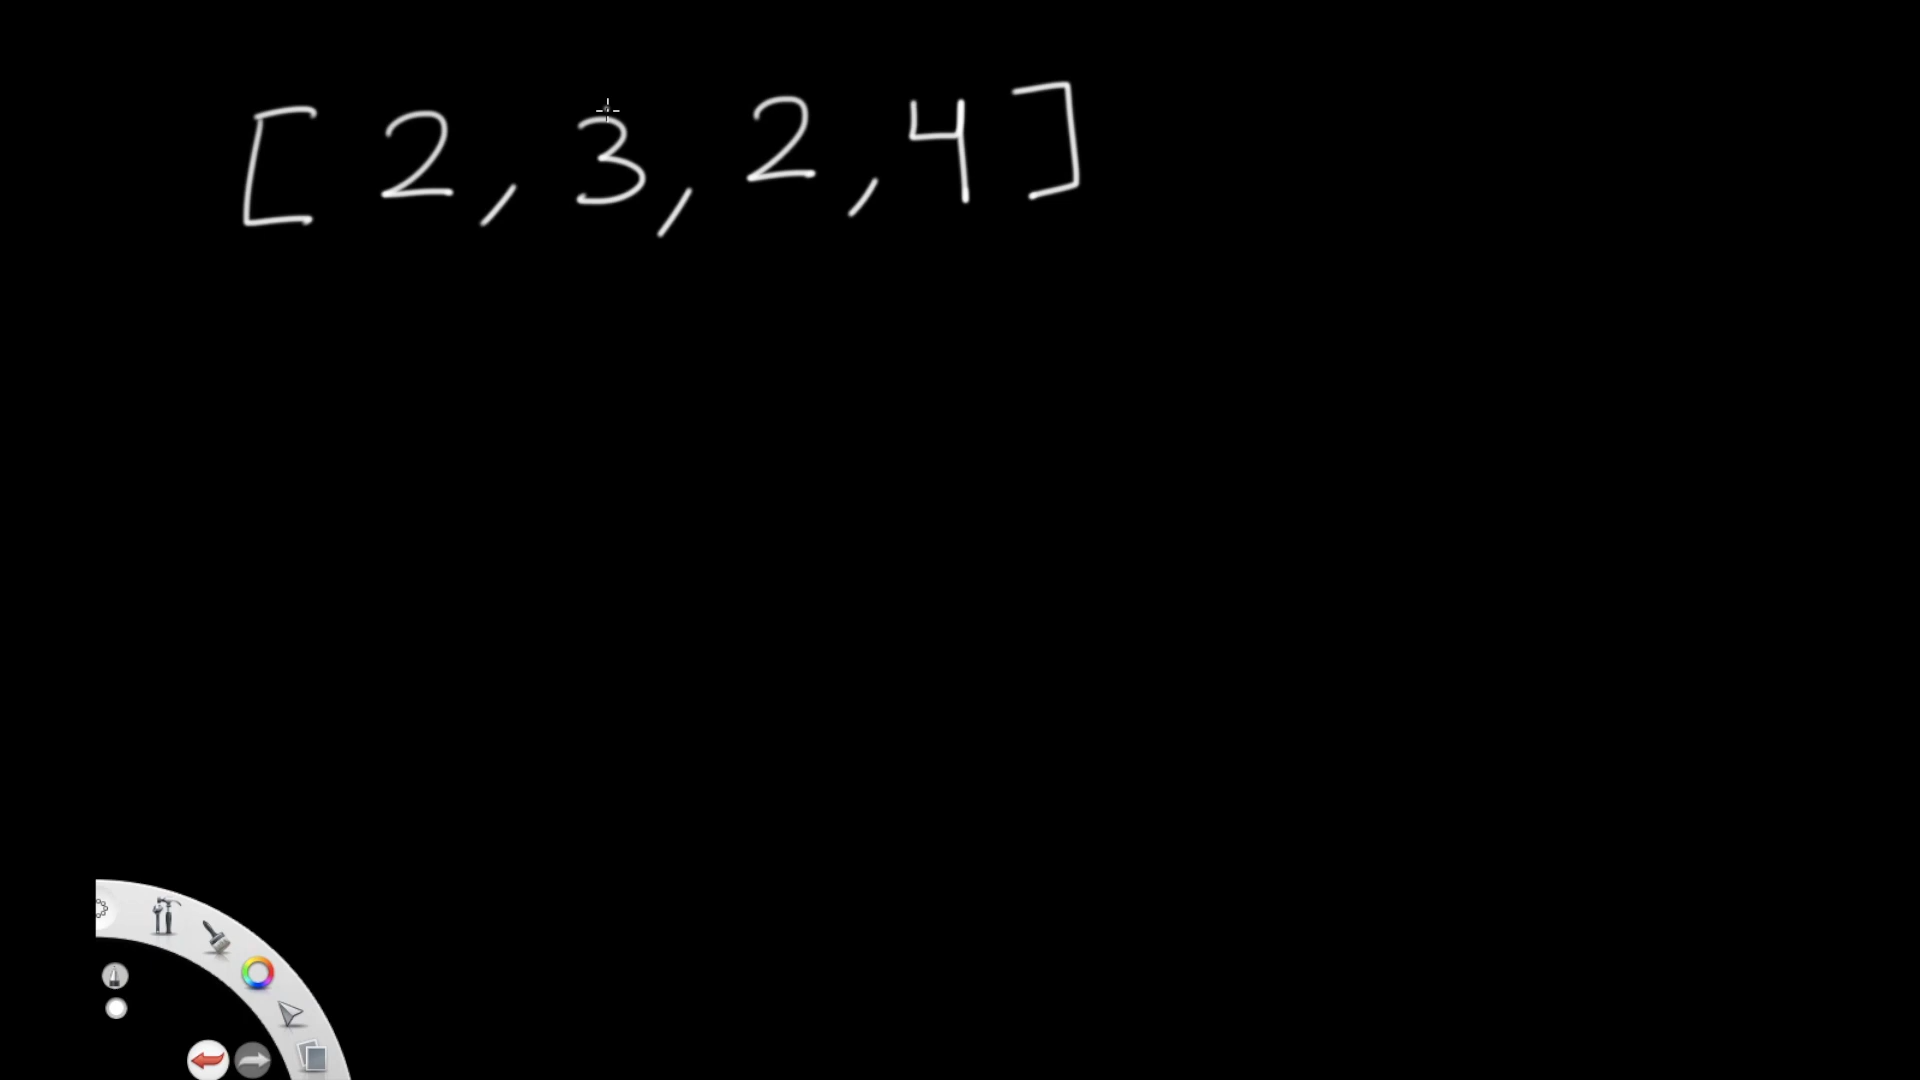 [ 2, 3, 2, 4 ]